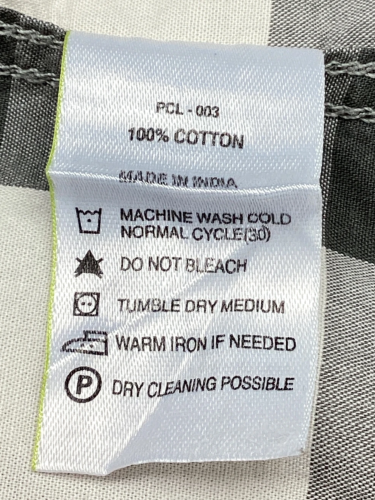 PCL - 003
100% COTTON
MADE IN INDIA
MACHINE WASH COLD
NORMAL CYCLE(30)
DO NOT BLEACH
TUMBLE DRY MEDIUM
WARM IRON IF NEEDED
P DRY CLEANING POSSIBLE